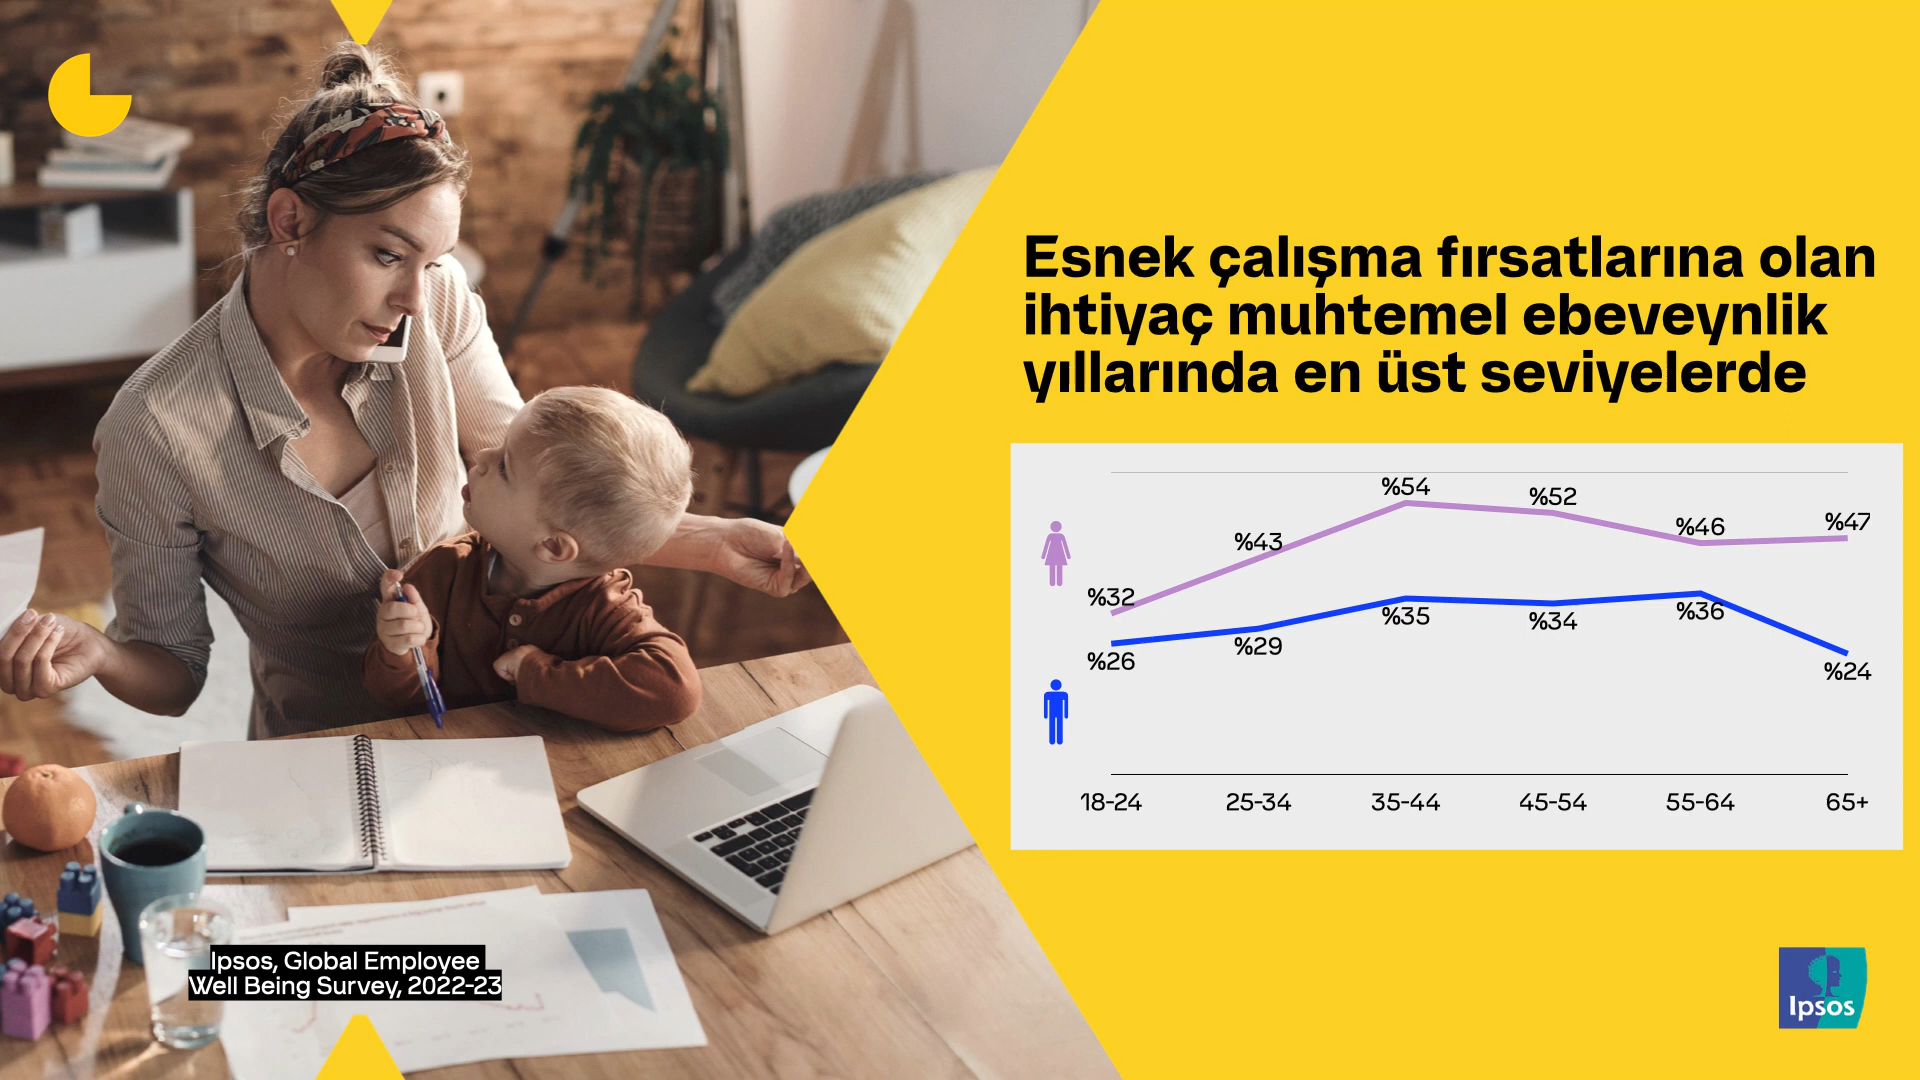 Esnek çalışma fırsatlarına olan
ihtiyaç muhtemel ebeveynlik
yıllarında en üst seviyelerde
%54
%52
%43
%46
%47
%32
%35
%34
%36
%26
%29
%24
18-24 25-34 35-44 45-54 55-64 65+
Ipsos, Global Employee
Well Being Survey, 2022-23
Ipsos